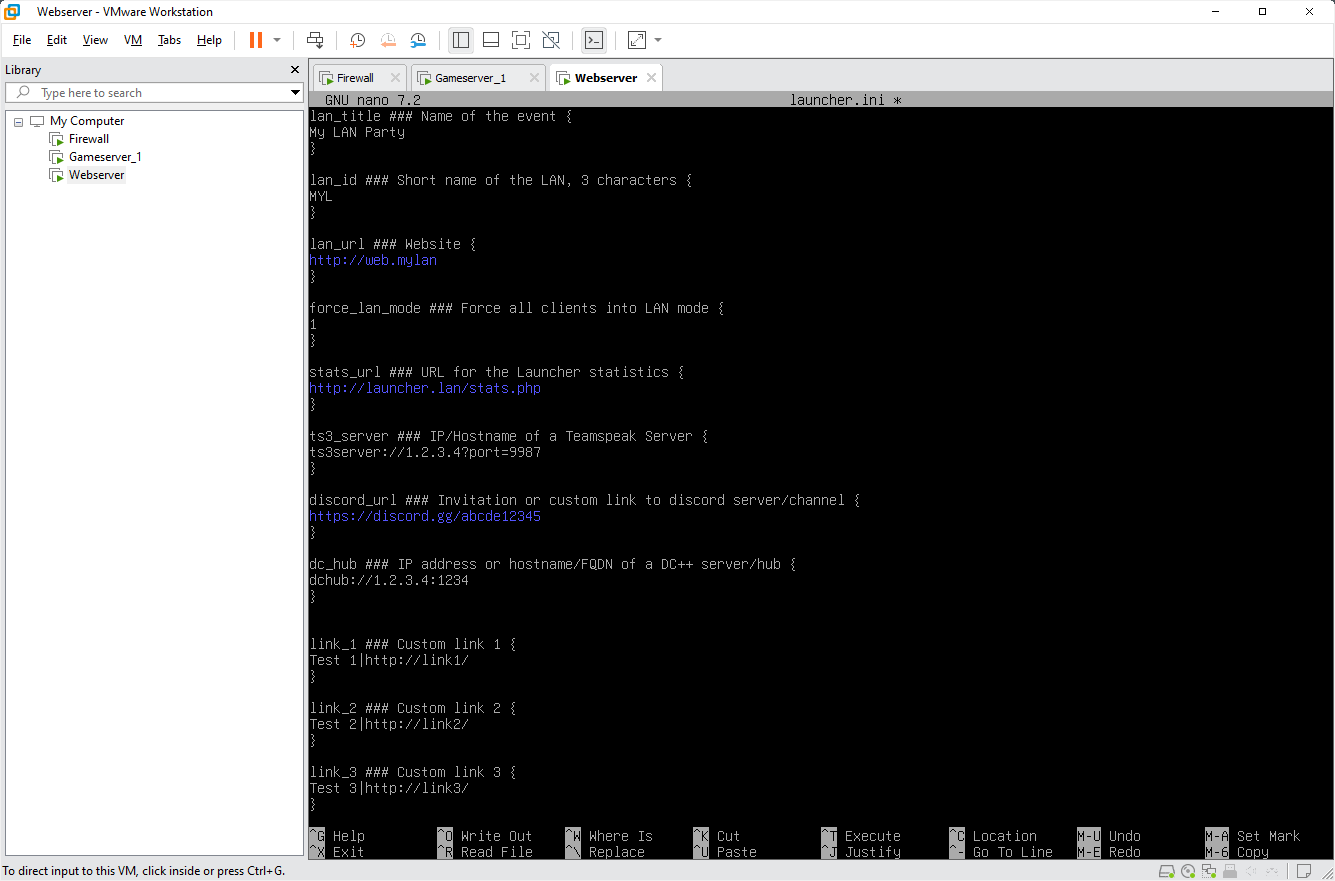 Webserver - VMware Workstation
File Edit View VM Tabs Help
Library
Type here to search
My Computer
Firewall
Gameserver_1
Webserver
Firewall Gameserver_1 Webserver
GNU nano 7.2 launcher.ini *
lan_title ### Name of the event {
My LAN Party
}
lan_id ### Short name of the LAN, 3 characters {
MYL
}
lan_url ### Website {
http://web.mylan
}
force_lan_mode ### Force all clients into LAN mode {
1
}
stats_url ### URL for the Launcher statistics {
http://launcher.lan/stats.php
}
ts3_server ### IP/Hostname of a Teamspeak Server {
ts3server://1.2.3.4?port=9987
}
discord_url ### Invitation or custom link to discord server/channel {
https://discord.gg/abcde12345
}
dc_hub ### IP address or hostname/FQDN of a DC++ server/hub {
dchub://1.2.3.4:1234
}
link_1 ### Custom link 1 {
Test 1|http://link1/
}
link_2 ### Custom link 2 {
Test 2|http://link2/
}
link_3 ### Custom link 3 {
Test 3|http://link3/
}
^G Help ^O Write Out ^W Where Is ^K Cut ^T Execute ^C Location M-U Undo M-A Set Mark
^X Exit ^R Read File ^\ Replace ^U Paste ^J Justify ^- Go To Line M-E Redo M-6 Copy
To direct input to this VM, click inside or press Ctrl+G.